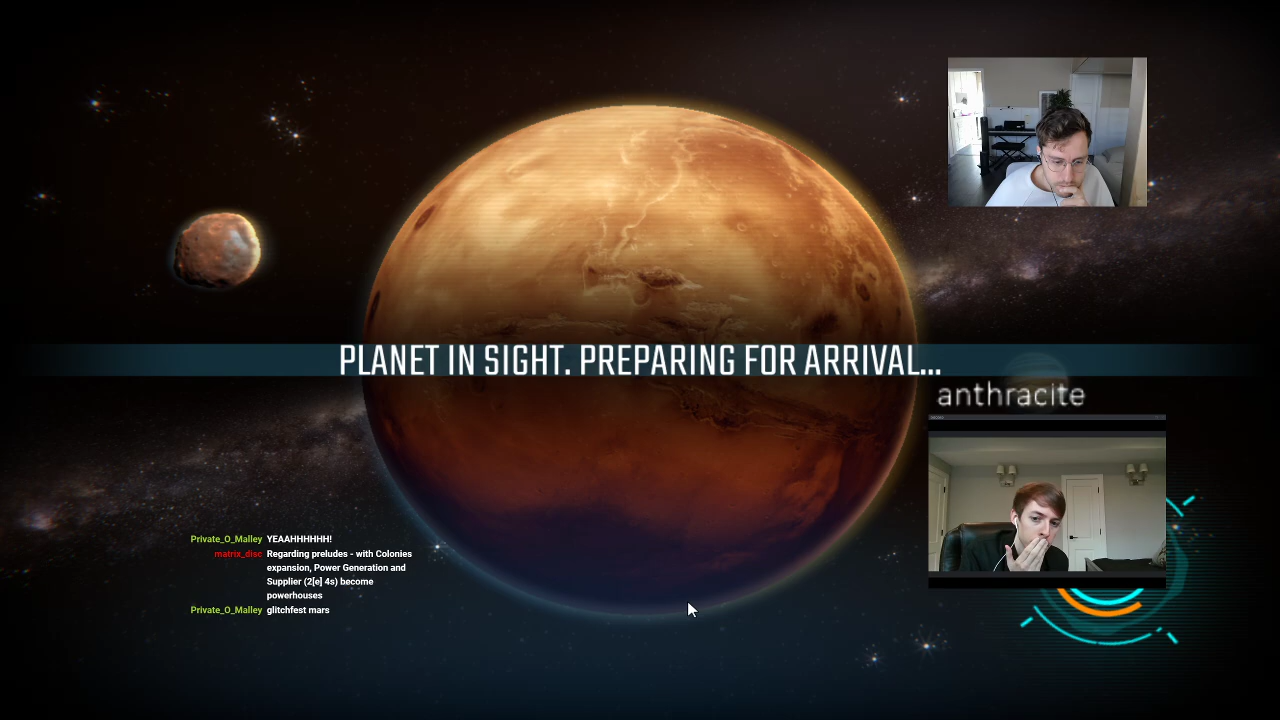 PLANET IN SIGHT. PREPARING FOR ARRIVAL...
anthracite
Private_O_Malley YEAAHHHHHH!
matrix_disc Regarding preludes - with Colonies
expansion, Power Generation and
Supplier (2[e] 4s) become
powerhouses
Private_O_Malley glitchfest mars